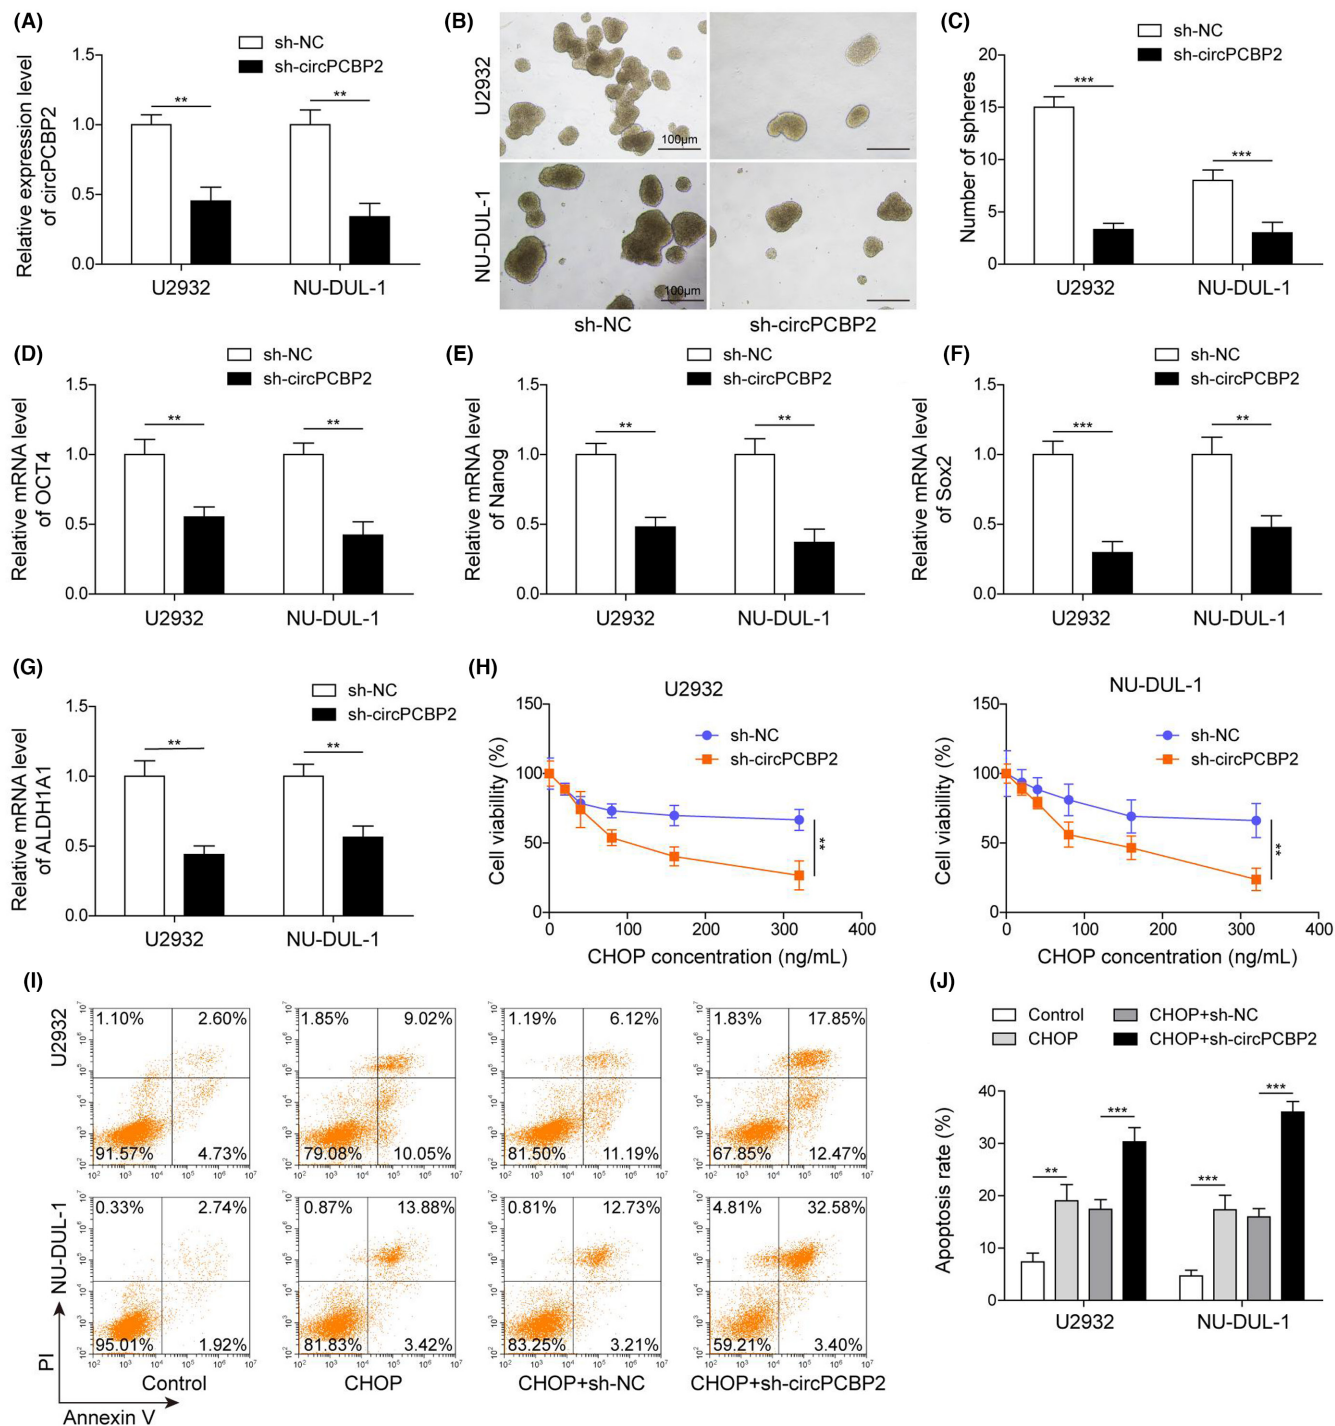 (A)
sh-NC
sh-circPCBP2
Relative expression level
of circPCBP2
1.5
1.0
0.5
0.0
**
**
U2932
NU-DUL-1
(B)
U2932
NU-DUL-1
100µm
100µm
sh-NC
sh-circPCBP2
(C)
sh-NC
sh-circPCBP2
Number of spheres
20
15
10
5
0
***
***
U2932
NU-DUL-1
(D)
sh-NC
sh-circPCBP2
Relative mRNA level
of OCT4
1.5
1.0
0.5
0.0
**
**
U2932
NU-DUL-1
(E)
sh-NC
sh-circPCBP2
Relative mRNA level
of Nanog
1.5
1.0
0.5
0.0
**
**
U2932
NU-DUL-1
(F)
sh-NC
sh-circPCBP2
Relative mRNA level
of Sox2
1.5
1.0
0.5
0.0
***
**
U2932
NU-DUL-1
(G)
sh-NC
sh-circPCBP2
Relative mRNA level
of ALDH1A1
1.5
1.0
0.5
0.0
**
**
U2932
NU-DUL-1
(H)
U2932
sh-NC
sh-circPCBP2
Cell viability (%)
150
100
50
0
**
0 100 200 300 400
CHOP concentration (ng/mL)
NU-DUL-1
sh-NC
sh-circPCBP2
Cell viability (%)
150
100
50
0
**
0 100 200 300 400
CHOP concentration (ng/mL)
(I)
U2932
1.10% 2.60%
91.57% 4.73%
1.85% 9.02%
79.08% 10.05%
1.19% 6.12%
81.50% 11.19%
1.83% 17.85%
67.85% 12.47%
NU-DUL-1
0.33% 2.74%
95.01% 1.92%
0.87% 13.88%
81.83% 3.42%
0.81% 12.73%
83.25% 3.21%
4.81% 32.58%
59.21% 3.40%
10² 10³ 10⁴ 10⁵ 10⁶ 10⁷
Control
CHOP
CHOP+sh-NC
CHOP+sh-circPCBP2
PI
Annexin V
(J)
Control
CHOP
CHOP+sh-NC
CHOP+sh-circPCBP2
Apoptosis rate (%)
40
30
20
10
0
**
***
***
***
U2932
NU-DUL-1